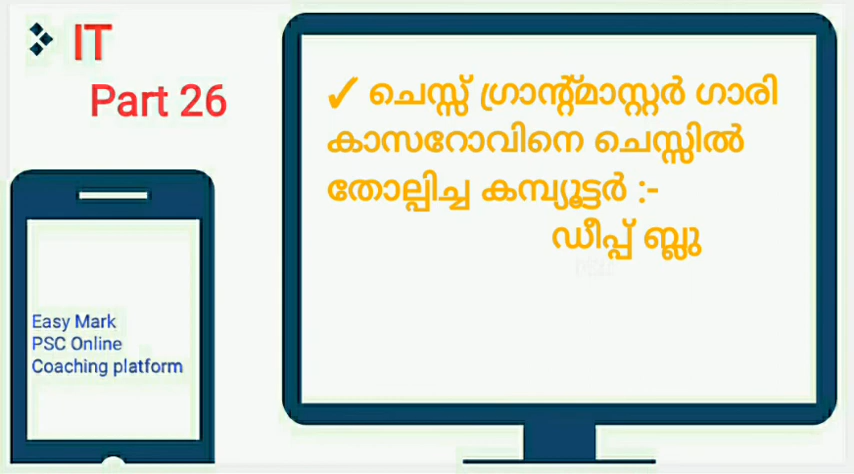 IT
Part 26
✓ ചെസ്സ് ഗ്രാന്റ്മാസ്റ്റർ ഗാരി
കാസറോവിനെ ചെസ്സിൽ
തോല്പിച്ച കമ്പ്യൂട്ടർ :-
ഡീപ്പ് ബ്ലു
Easy Mark
PSC Online
Coaching platform